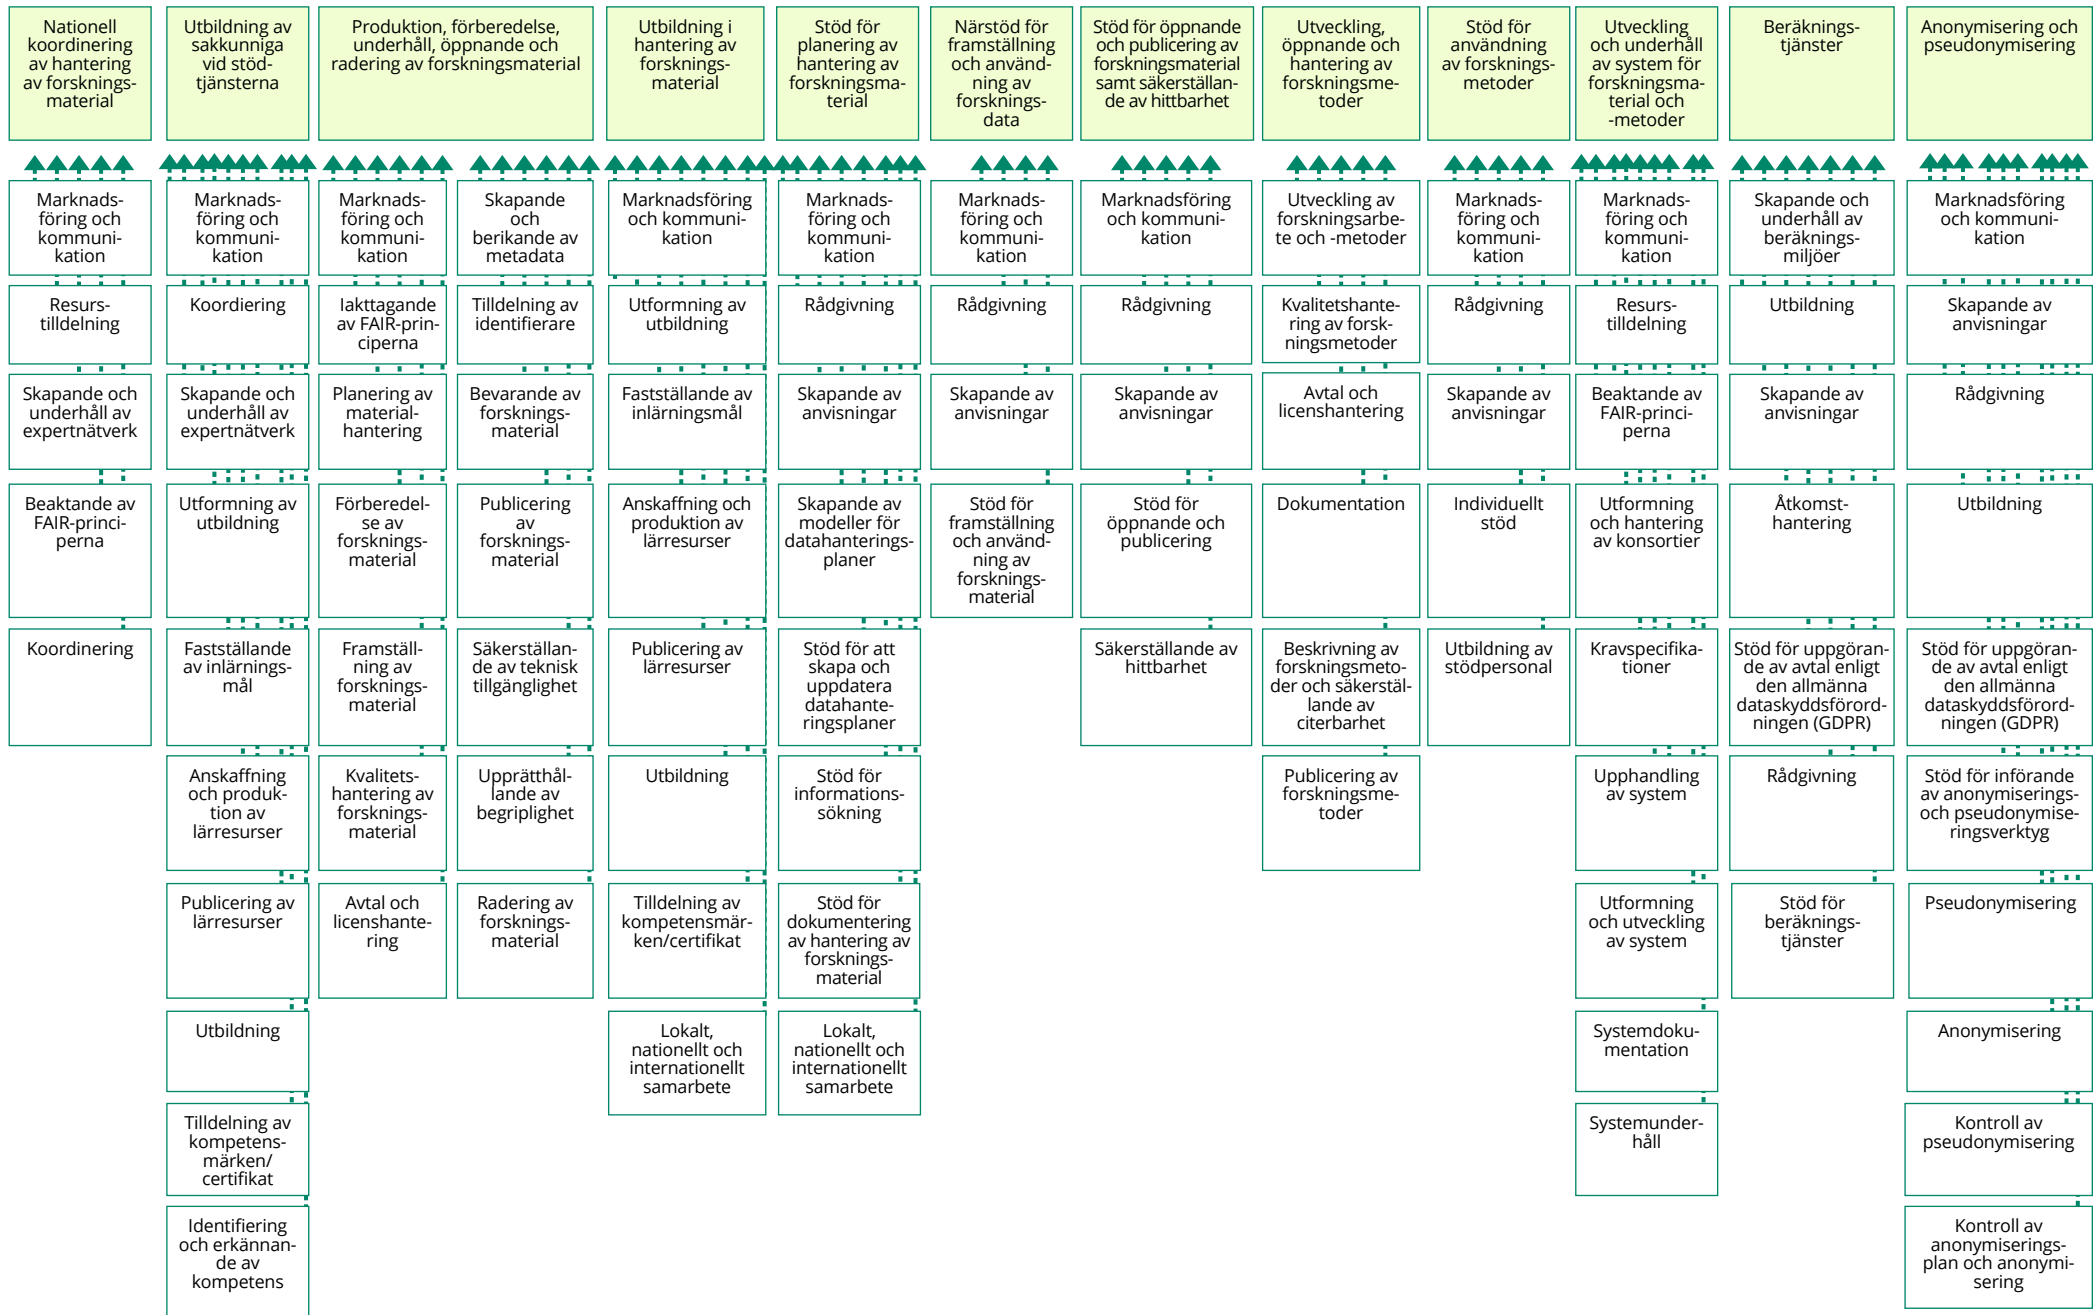 Nationell
koordinering
av hantering
av forsknings-
material
Utbildning av
sakkunniga
vid stöd-
tjänsterna
Produktion, förberedelse,
underhåll, öppnande och
radering av forskningsmaterial
Utbildning i
hantering av
forsknings-
material
Stöd för
planering av
hantering av
forskningsma-
terial
Närstöd för
framställning
och använd-
ning av
forsknings-
data
Stöd för öppnande
och publicering av
forskningsmaterial
samt säkerställan-
de av hittbarhet
Utveckling,
öppnande och
hantering av
forskningsme-
toder
Stöd för
användning
av forsknings-
metoder
Utveckling
och underhåll
av system för
forskningsma-
terial och
-metoder
Beräknings-
tjänster
Anonymisering och
pseudonymisering
Marknads-
föring och
kommuni-
kation
Resurs-
tilldelning
Skapande och
underhåll av
expertnätverk
Beaktande av
FAIR-princi-
perna
Koordinering
Marknads-
föring och
kommuni-
kation
Koordiering
Skapande och
underhåll av
expertnätverk
Utformning av
utbildning
Fastställande
av inlärnings-
mål
Anskaffning
och produk-
tion av
lärresurser
Publicering av
lärresurser
Utbildning
Tilldelning av
kompetens-
märken/
certifikat
Identifiering
och erkännan-
de av
kompetens
Marknads-
föring och
kommuni-
kation
Iakttagande
av FAIR-prin-
ciperna
Planering av
material-
hantering
Förberedel-
se av
forsknings-
material
Framställ-
ning av
forsknings-
material
Kvalitets-
hantering av
forsknings-
material
Avtal och
licenshante-
ring
Skapande
och
berikande av
metadata
Tilldelning av
identifierare
Bevarande av
forsknings-
material
Publicering
av
forsknings-
material
Säkerställan-
de av teknisk
tillgänglighet
Upprätthål-
lande av
begriplighet
Radering av
forsknings-
material
Marknadsföring
och kommuni-
kation
Utformning av
utbildning
Fastställande av
inlärningsmål
Anskaffning och
produktion av
lärresurser
Publicering av
lärresurser
Utbildning
Tilldelning av
kompetensmär-
ken/certifikat
Lokalt,
nationellt och
internationellt
samarbete
Marknads-
föring och
kommuni-
kation
Rådgivning
Skapande av
anvisningar
Skapande av
modeller för
datahanterings-
planer
Stöd för att
skapa och
uppdatera
datahante-
ringsplaner
Stöd för
informations-
sökning
Stöd för
dokumentering
av hantering av
forsknings-
material
Lokalt,
nationellt och
internationellt
samarbete
Marknads-
föring och
kommuni-
kation
Rådgivning
Skapande av
anvisningar
Stöd för
framställning
och använd-
ning av
forsknings-
material
Marknadsföring
och kommuni-
kation
Rådgivning
Skapande av
anvisningar
Stöd för
öppnande och
publicering
Säkerställande av
hittbarhet
Utveckling av
forskningsarbe-
te och -metoder
Kvalitetshante-
ring av forsk-
ningsmetoder
Avtal och
licenshantering
Dokumentation
Beskrivning av
forskningsmeto-
der och säkerstäl-
lande av
citerbarhet
Publicering av
forskningsme-
toder
Marknads-
föring och
kommuni-
kation
Rådgivning
Skapande av
anvisningar
Individuellt
stöd
Utbildning av
stödpersonal
Marknads-
föring och
kommuni-
kation
Resurs-
tilldelning
Beaktande av
FAIR-princi-
perna
Utformning
och hantering
av konsortier
Kravspecifika-
tioner
Upphandling
av system
Utformning
och utveckling
av system
Systemdoku-
mentation
Systemunder-
håll
Skapande och
underhåll av
beräknings-
miljöer
Utbildning
Skapande av
anvisningar
Åtkomst-
hantering
Stöd för uppgöran-
de av avtal enligt
den allmänna
dataskyddsförord-
ningen (GDPR)
Rådgivning
Stöd för
beräknings-
tjänster
Marknadsföring
och kommuni-
kation
Skapande av
anvisningar
Rådgivning
Utbildning
Stöd för uppgöran-
de av avtal enligt
den allmänna
dataskyddsförord-
ningen (GDPR)
Stöd för införande
av anonymiserings-
och pseudonymise-
ringsverktyg
Pseudonymisering
Anonymisering
Kontroll av
pseudonymisering
Kontroll av
anonymiserings-
plan och anonymi-
sering